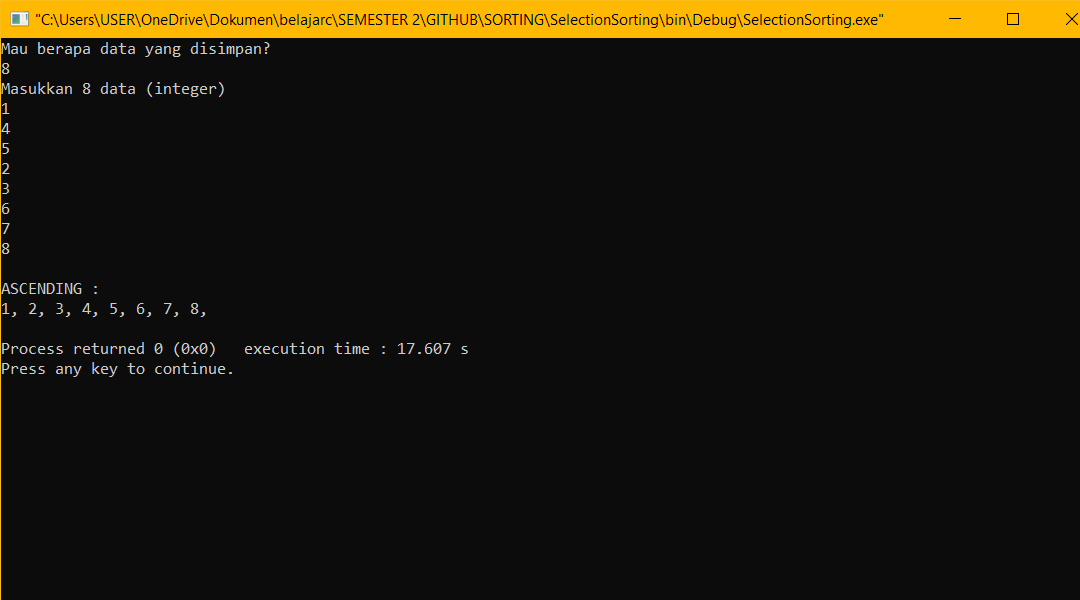 "C:\Users\USER\OneDrive\Dokumen\belajarc\SEMESTER 2\GITHUB\SORTING\SelectionSorting\bin\Debug\SelectionSorting.exe"
Mau berapa data yang disimpan?
8
Masukkan 8 data (integer)
1
4
5
2
3
6
7
8
ASCENDING :
1, 2, 3, 4, 5, 6, 7, 8,
Process returned 0 (0x0)   execution time : 17.607 s
Press any key to continue.